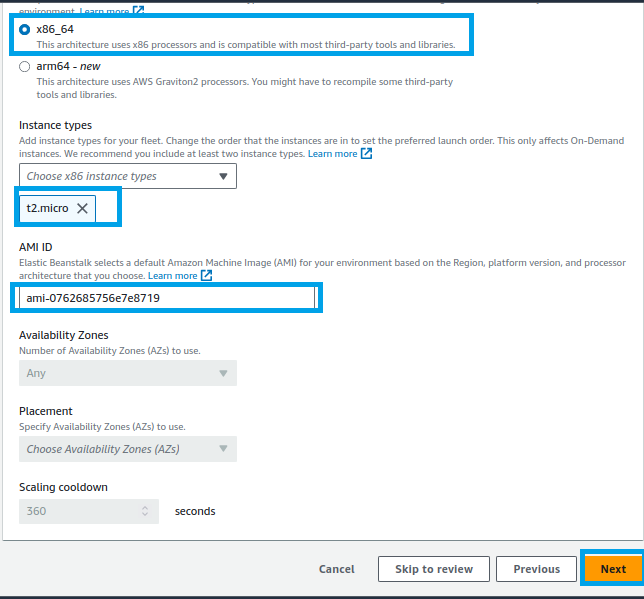 environment. Learn more
x86_64
This architecture uses x86 processors and is compatible with most third-party tools and libraries.
arm64 - new
This architecture uses AWS Graviton2 processors. You might have to recompile some third-party
tools and libraries.
Instance types
Add instance types for your fleet. Change the order that the instances are in to set the preferred launch order. This only affects On-Demand
instances. We recommend you include at least two instance types. Learn more
Choose x86 instance types
t2.micro
AMI ID
Elastic Beanstalk selects a default Amazon Machine Image (AMI) for your environment based on the Region, platform version, and processor
architecture that you choose. Learn more
ami-0762685756e7e8719
Availability Zones
Number of Availability Zones (AZs) to use.
Any
Placement
Specify Availability Zones (AZs) to use.
Choose Availability Zones (AZs)
Scaling cooldown
360 seconds
Cancel Skip to review Previous Next